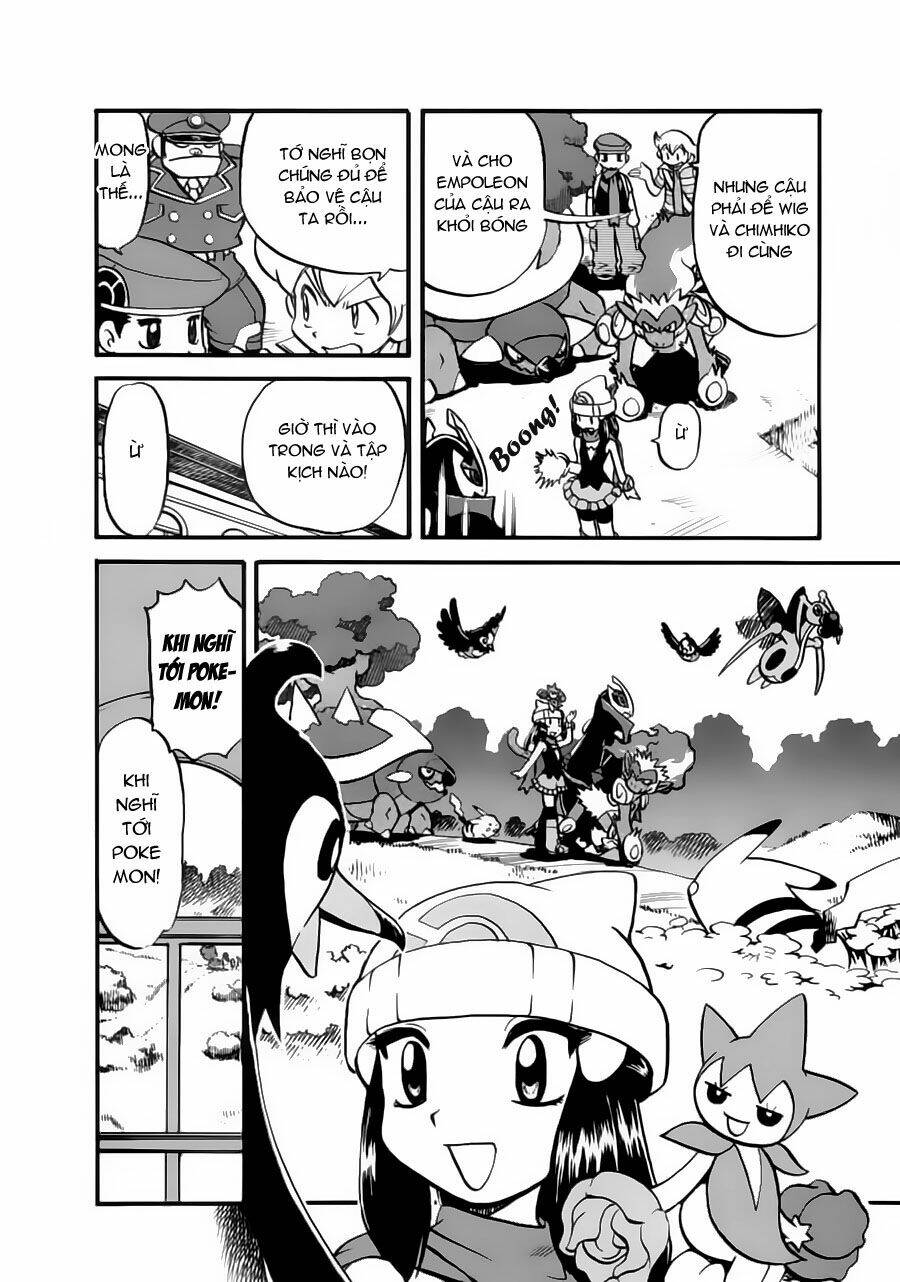 NHƯNG CẬU
PHẢI ĐỂ WIG
VÀ CHIMHIKO
ĐI CÙNG
VÀ CHO
EMPOLEON
CỦA CẬU RA
KHỎI BÓNG
Boong!
Ừ
TỚ NGHĨ BỌN
CHÚNG ĐỦ ĐỂ
BẢO VỆ CẬU
TA RỒI...
MONG
LÀ
THẾ...
GIỜ THÌ VÀO
TRONG VÀ TẬP
KỊCH NÀO!
Ừ
KHI NGHĨ
TỚI POKE-
MON!
KHI
NGHĨ
TỚI
POKE
MON!